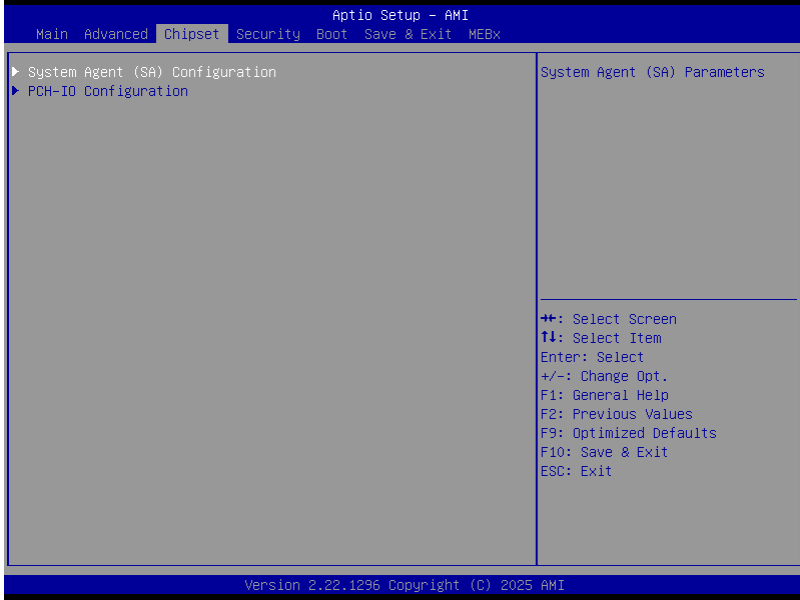 Aptio Setup - AMI
Main Advanced Chipset Security Boot Save & Exit MEBx
System Agent (SA) Configuration
PCH-IO Configuration
System Agent (SA) Parameters
→←: Select Screen
↑↓: Select Item
Enter: Select
+/-: Change Opt.
F1: General Help
F2: Previous Values
F9: Optimized Defaults
F10: Save & Exit
ESC: Exit
Version 2.22.1296 Copyright (C) 2025 AMI